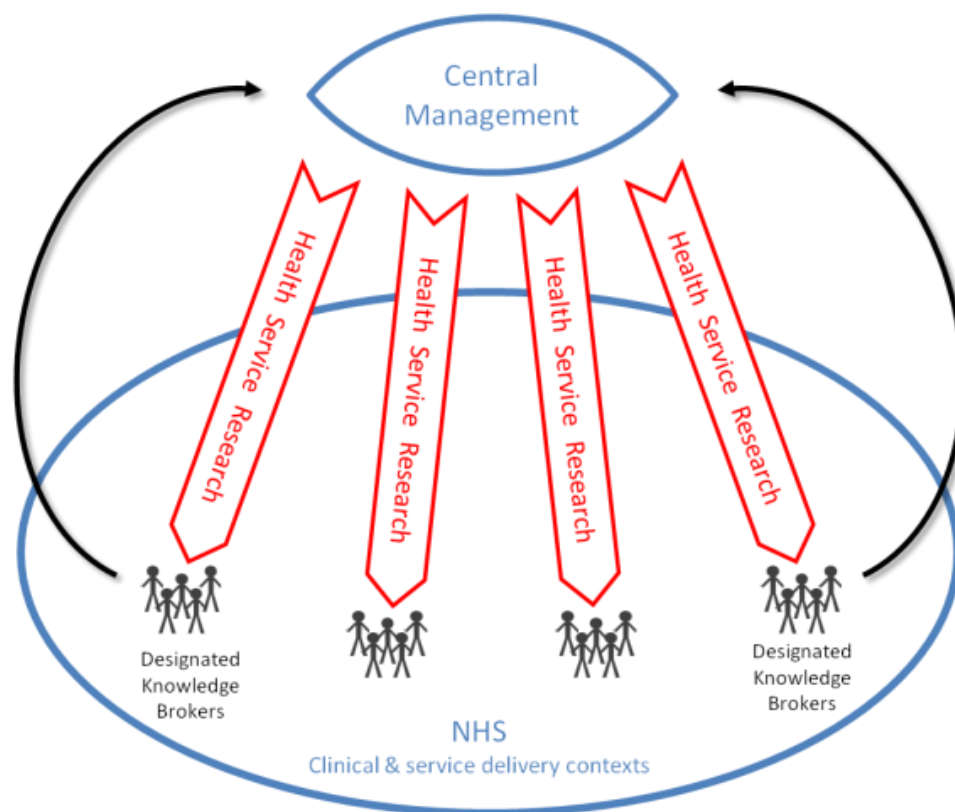 Central
Management
Health Service Research
Health Service Research
Health Service Research
Health Service Research
Designated
Knowledge
Brokers
Designated
Knowledge
Brokers
NHS
Clinical & service delivery contexts